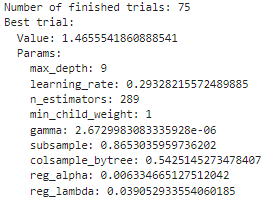 Number of finished trials: 75
Best trial:
  Value: 1.4655541860888541
  Params:
    max_depth: 9
    learning_rate: 0.29328215572489885
    n_estimators: 289
    min_child_weight: 1
    gamma: 2.6729983083335928e-06
    subsample: 0.8653035959736202
    colsample_bytree: 0.5425145273478407
    reg_alpha: 0.006334665127512042
    reg_lambda: 0.039052933554060185